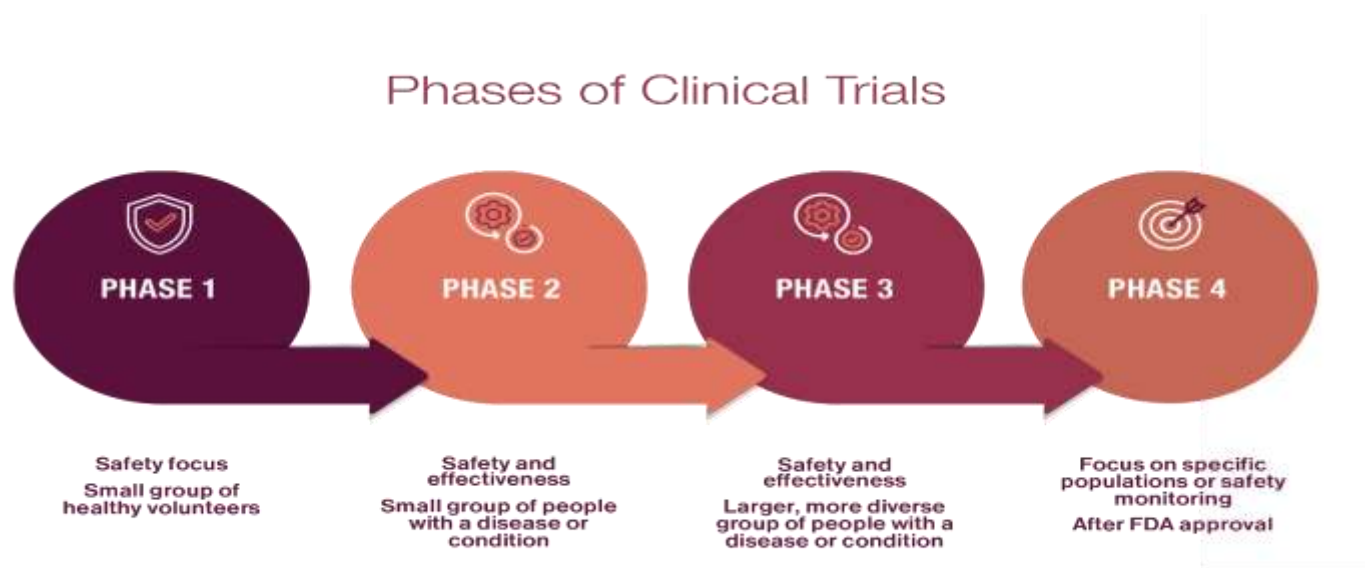 Phases of Clinical Trials
PHASE 1
PHASE 2
PHASE 3
PHASE 4
Safety focus
Small group of
healthy volunteers
Safety and
effectiveness
Small group of people
with a disease or
condition
Safety and
effectiveness
Larger, more diverse
group of people with a
disease or condition
Focus on specific
populations or safety
monitoring
After FDA approval